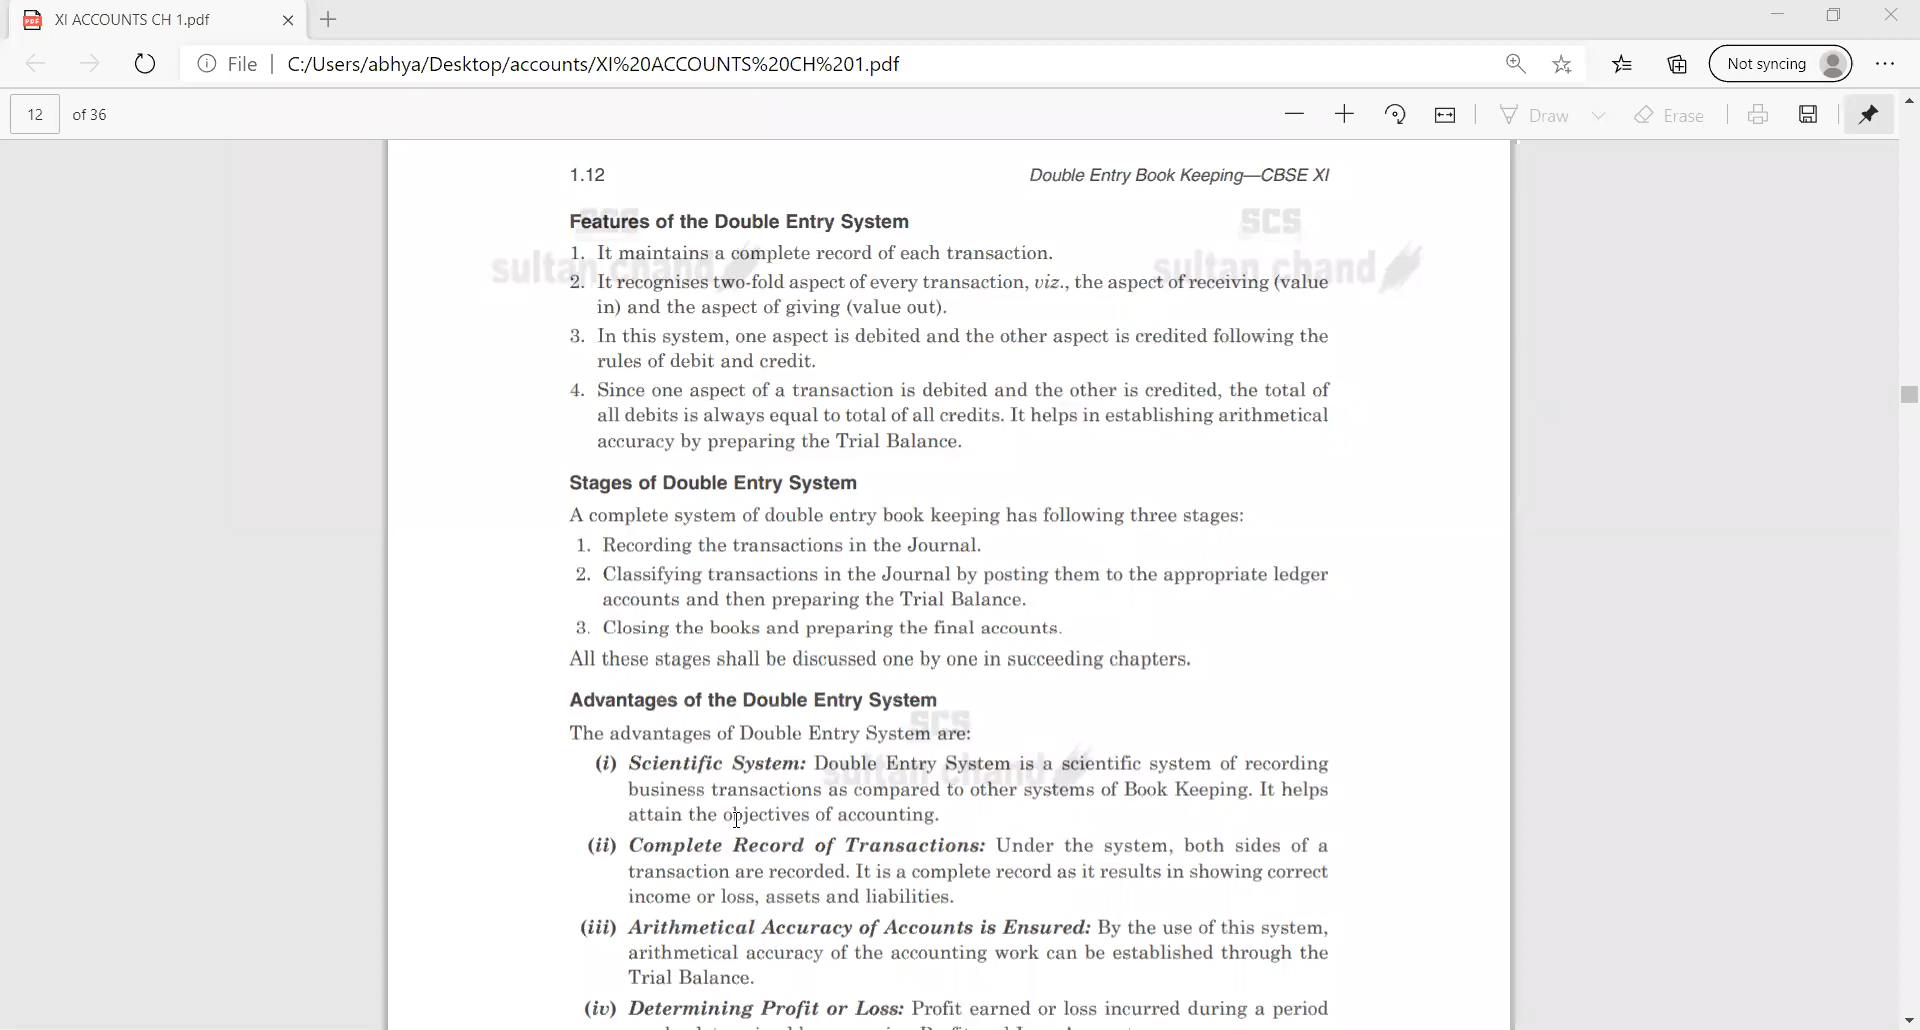 XI ACCOUNTS CH 1.pdf
File | C:/Users/abhya/Desktop/accounts/XI%20ACCOUNTS%20CH%201.pdf
Not syncing
12 of 36
Draw
Erase
1.12 Double Entry Book Keeping—CBSE XI
Features of the Double Entry System
SCS SCS
sultan chand sultan chand
1. It maintains a complete record of each transaction.
2. It recognises two-fold aspect of every transaction, viz., the aspect of receiving (value
in) and the aspect of giving (value out).
3. In this system, one aspect is debited and the other aspect is credited following the
rules of debit and credit.
4. Since one aspect of a transaction is debited and the other is credited, the total of
all debits is always equal to total of all credits. It helps in establishing arithmetical
accuracy by preparing the Trial Balance.
Stages of Double Entry System
A complete system of double entry book keeping has following three stages:
1. Recording the transactions in the Journal.
2. Classifying transactions in the Journal by posting them to the appropriate ledger
accounts and then preparing the Trial Balance.
3. Closing the books and preparing the final accounts.
All these stages shall be discussed one by one in succeeding chapters.
Advantages of the Double Entry System
SCS
sultan chand
The advantages of Double Entry System are:
(i) Scientific System: Double Entry System is a scientific system of recording
business transactions as compared to other systems of Book Keeping. It helps
attain the objectives of accounting.
(ii) Complete Record of Transactions: Under the system, both sides of a
transaction are recorded. It is a complete record as it results in showing correct
income or loss, assets and liabilities.
(iii) Arithmetical Accuracy of Accounts is Ensured: By the use of this system,
arithmetical accuracy of the accounting work can be established through the
Trial Balance.
(iv) Determining Profit or Loss: Profit earned or loss incurred during a period